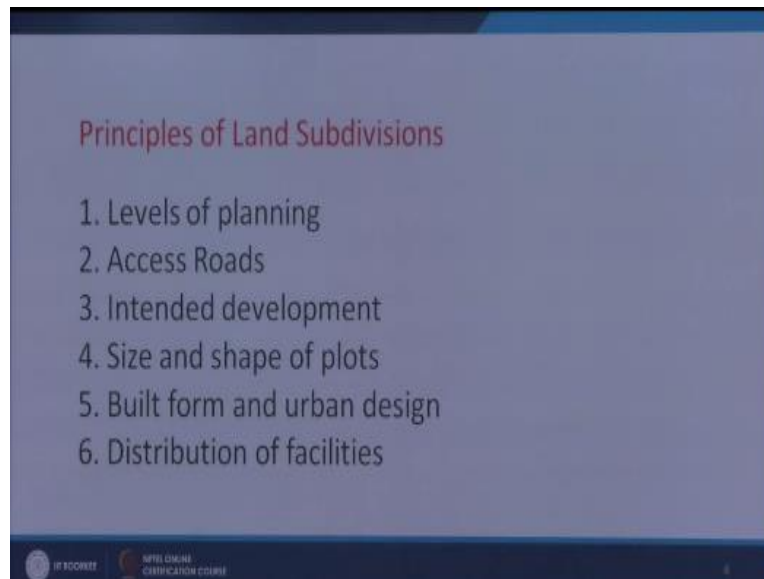 Principles of Land Subdivisions
1. Levels of planning
2. Access Roads
3. Intended development
4. Size and shape of plots
5. Built form and urban design
6. Distribution of facilities
IIT ROORKEE
NPTEL ONLINE
CERTIFICATION COURSE